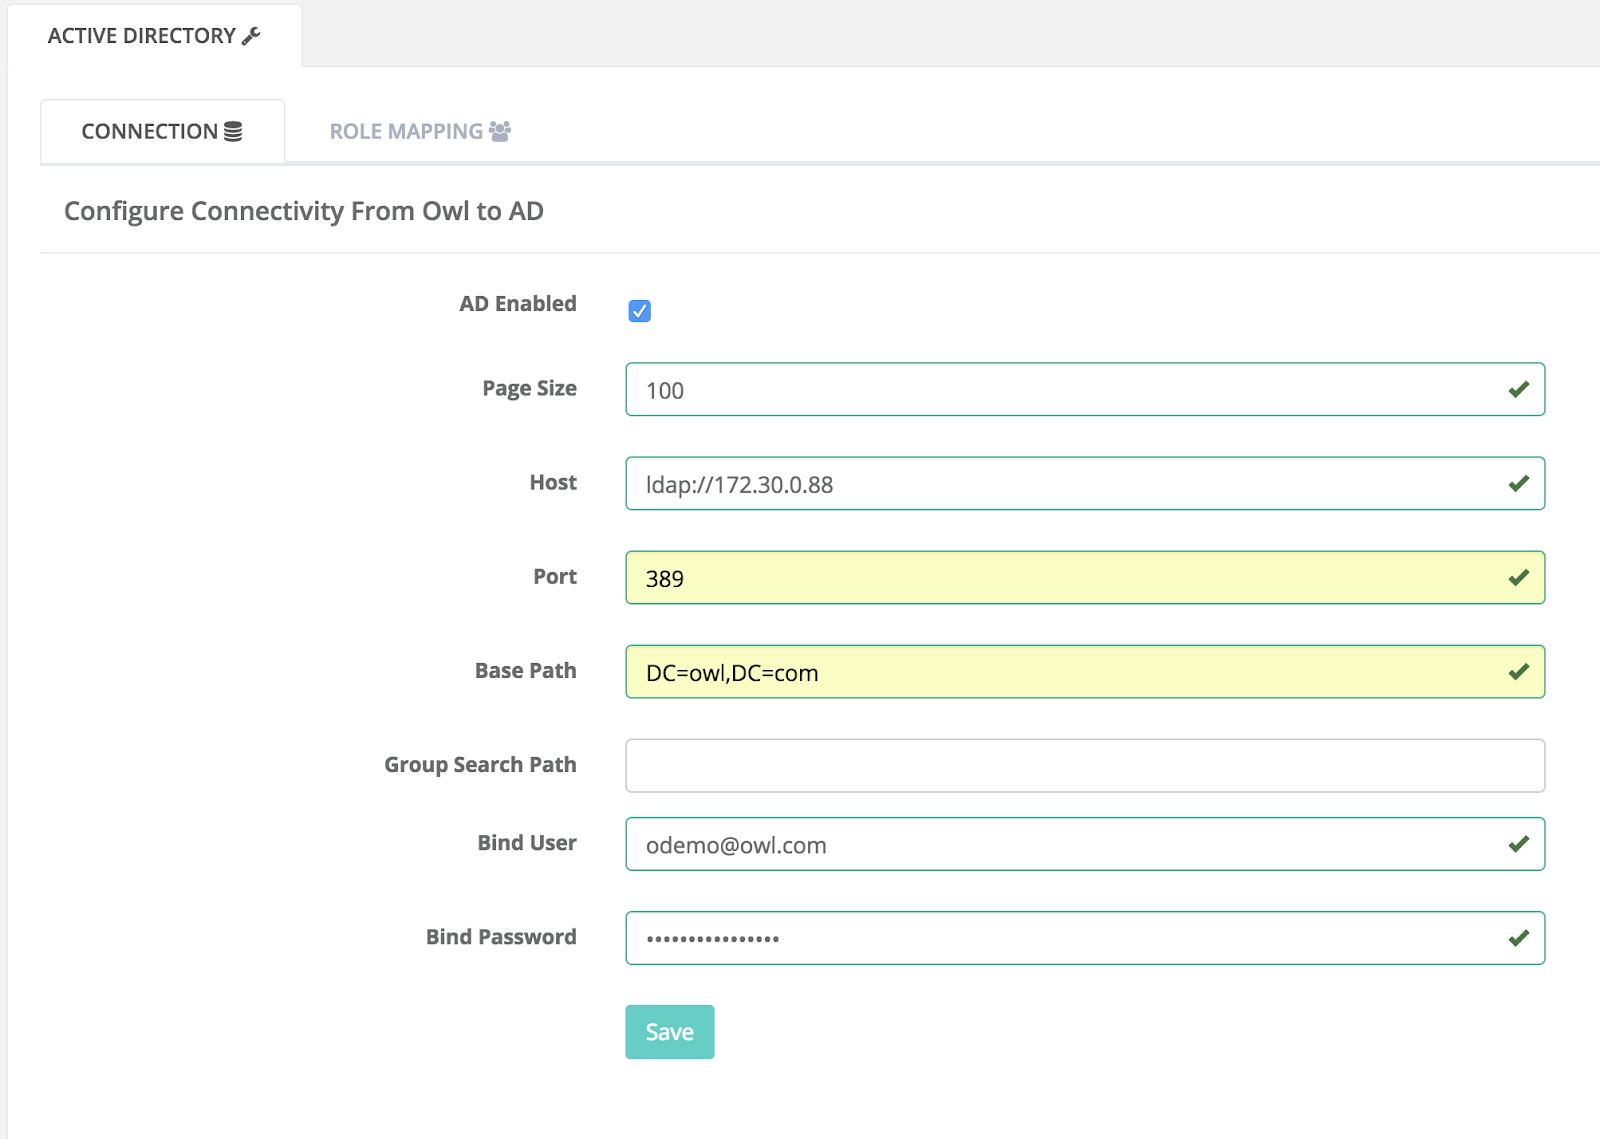 ACTIVE DIRECTORY
CONNECTION
ROLE MAPPING
Configure Connectivity From Owl to AD
AD Enabled
Page Size
100
Host
ldap://172.30.0.88
Port
389
Base Path
DC=owl,DC=com
Group Search Path
Bind User
odemo@owl.com
Bind Password
••••••••••••••••
Save